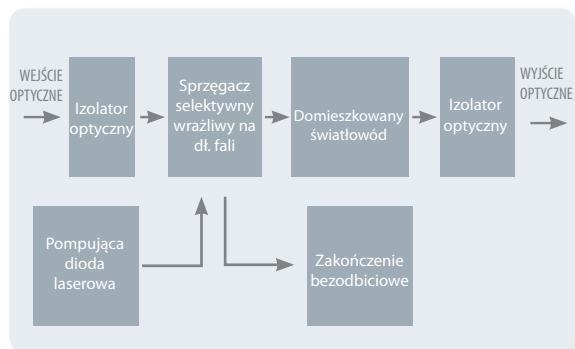 WEJŚCIE
OPTYCZNE
Izolator
optyczny
Sprzęgacz
selektywny
wrażliwy na
dł. fali
Domieszkowany
światłowód
Izolator
optyczny
WYJŚCIE
OPTYCZNE
Pompująca
dioda
laserowa
Zakończenie
bezodbiciowe